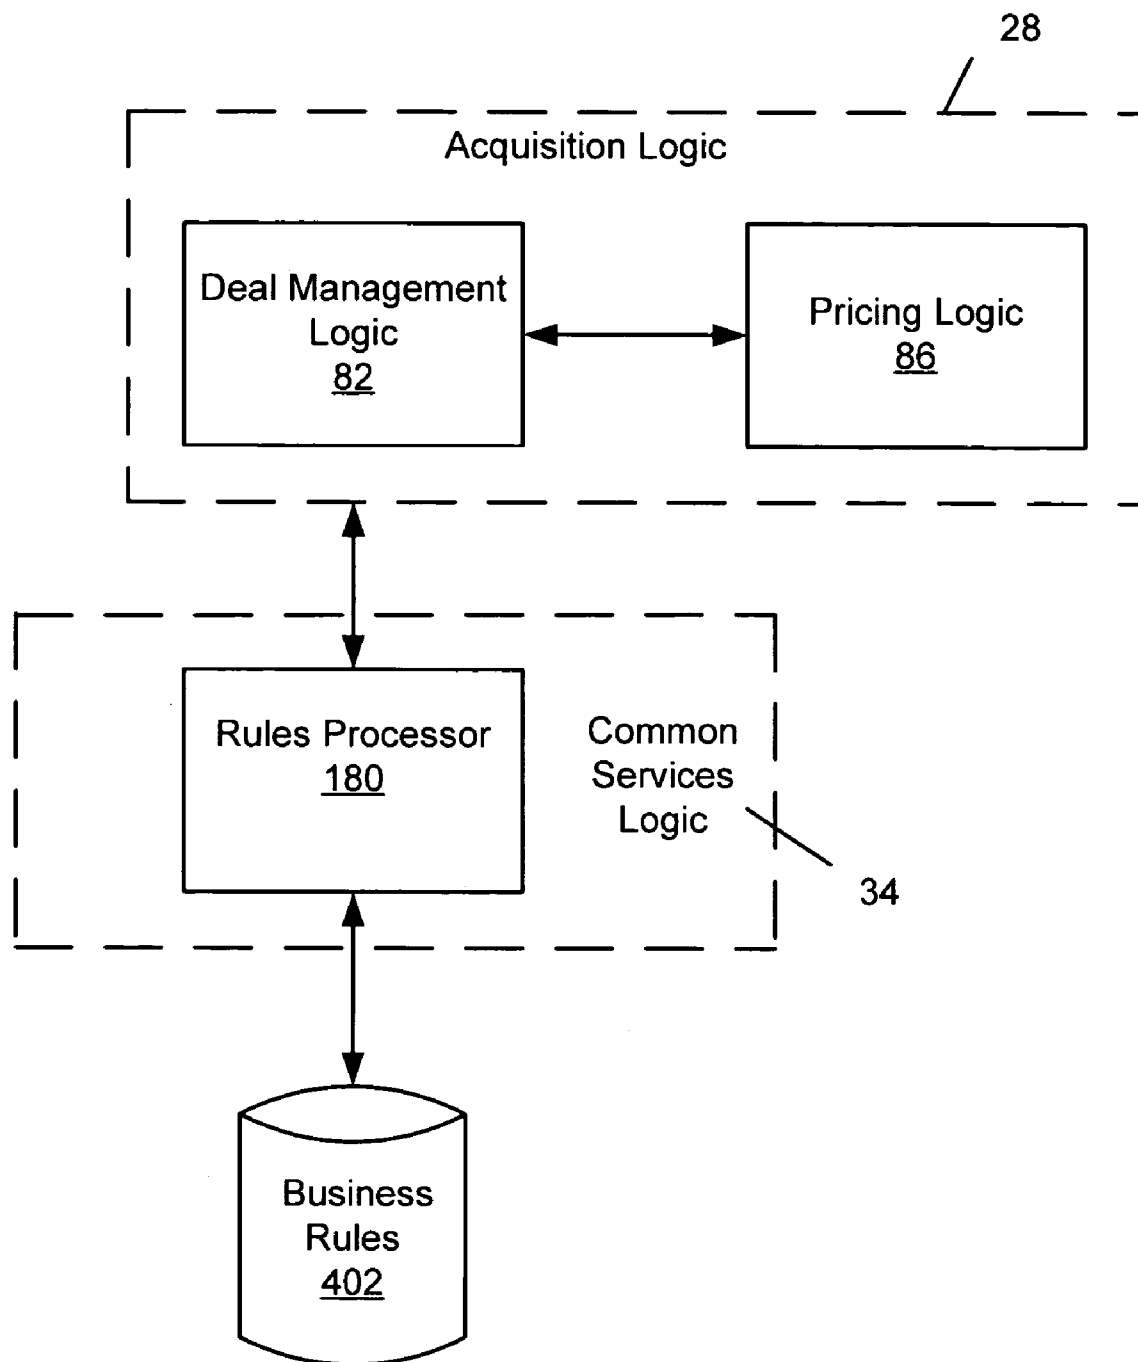 28
Acquisition Logic
Deal Management
Logic
82
Pricing Logic
86
Rules Processor
180
Common
Services
Logic
34
Business
Rules
402